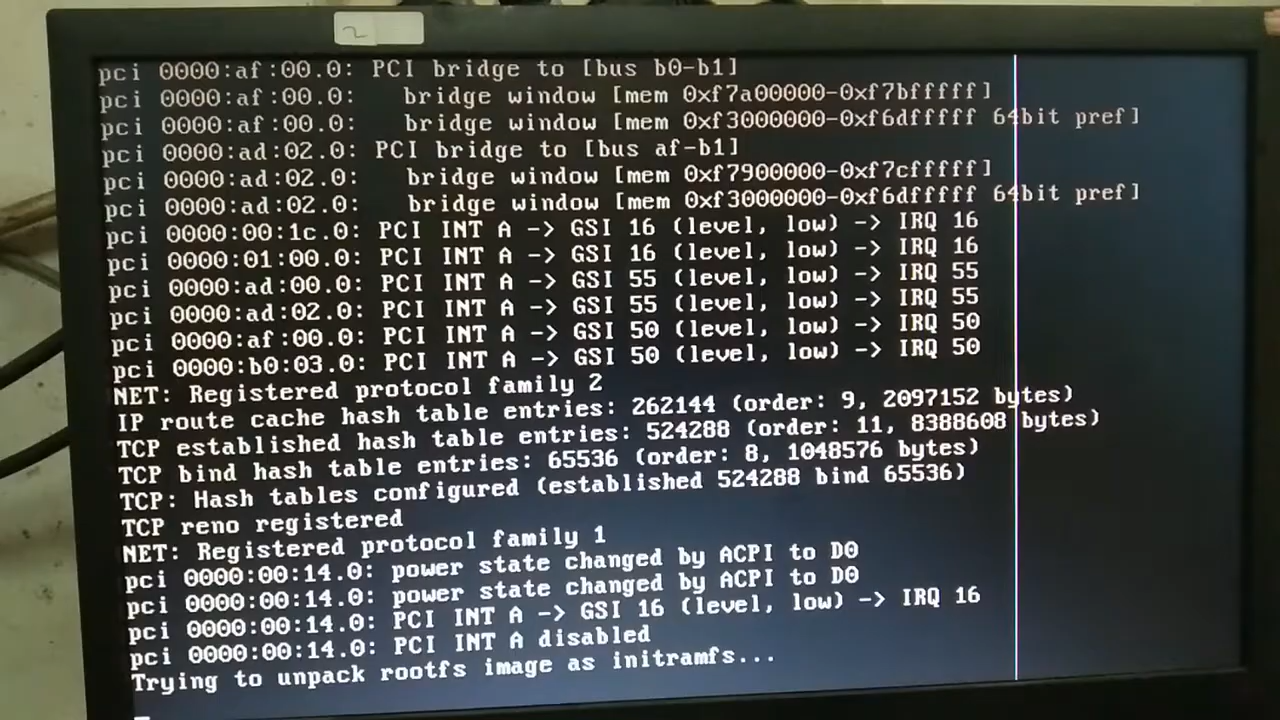 2
pci 0000:af:00.0: PCI bridge to [bus b0-b1]
pci 0000:af:00.0:   bridge window [mem 0xf7a00000-0xf7bfffff]
pci 0000:af:00.0:   bridge window [mem 0xf3000000-0xf6dfffff 64bit pref]
pci 0000:ad:02.0: PCI bridge to [bus af-b1]
pci 0000:ad:02.0:   bridge window [mem 0xf7900000-0xf7cfffff]
pci 0000:ad:02.0:   bridge window [mem 0xf3000000-0xf6dfffff 64bit pref]
pci 0000:00:1c.0: PCI INT A -> GSI 16 (level, low) -> IRQ 16
pci 0000:01:00.0: PCI INT A -> GSI 16 (level, low) -> IRQ 16
pci 0000:ad:00.0: PCI INT A -> GSI 55 (level, low) -> IRQ 55
pci 0000:ad:02.0: PCI INT A -> GSI 55 (level, low) -> IRQ 55
pci 0000:af:00.0: PCI INT A -> GSI 50 (level, low) -> IRQ 50
pci 0000:b0:03.0: PCI INT A -> GSI 50 (level, low) -> IRQ 50
NET: Registered protocol family 2
IP route cache hash table entries: 262144 (order: 9, 2097152 bytes)
TCP established hash table entries: 524288 (order: 11, 8388608 bytes)
TCP bind hash table entries: 65536 (order: 8, 1048576 bytes)
TCP: Hash tables configured (established 524288 bind 65536)
TCP reno registered
NET: Registered protocol family 1
pci 0000:00:14.0: power state changed by ACPI to D0
pci 0000:00:14.0: power state changed by ACPI to D0
pci 0000:00:14.0: PCI INT A -> GSI 16 (level, low) -> IRQ 16
pci 0000:00:14.0: PCI INT A disabled
Trying to unpack rootfs image as initramfs...